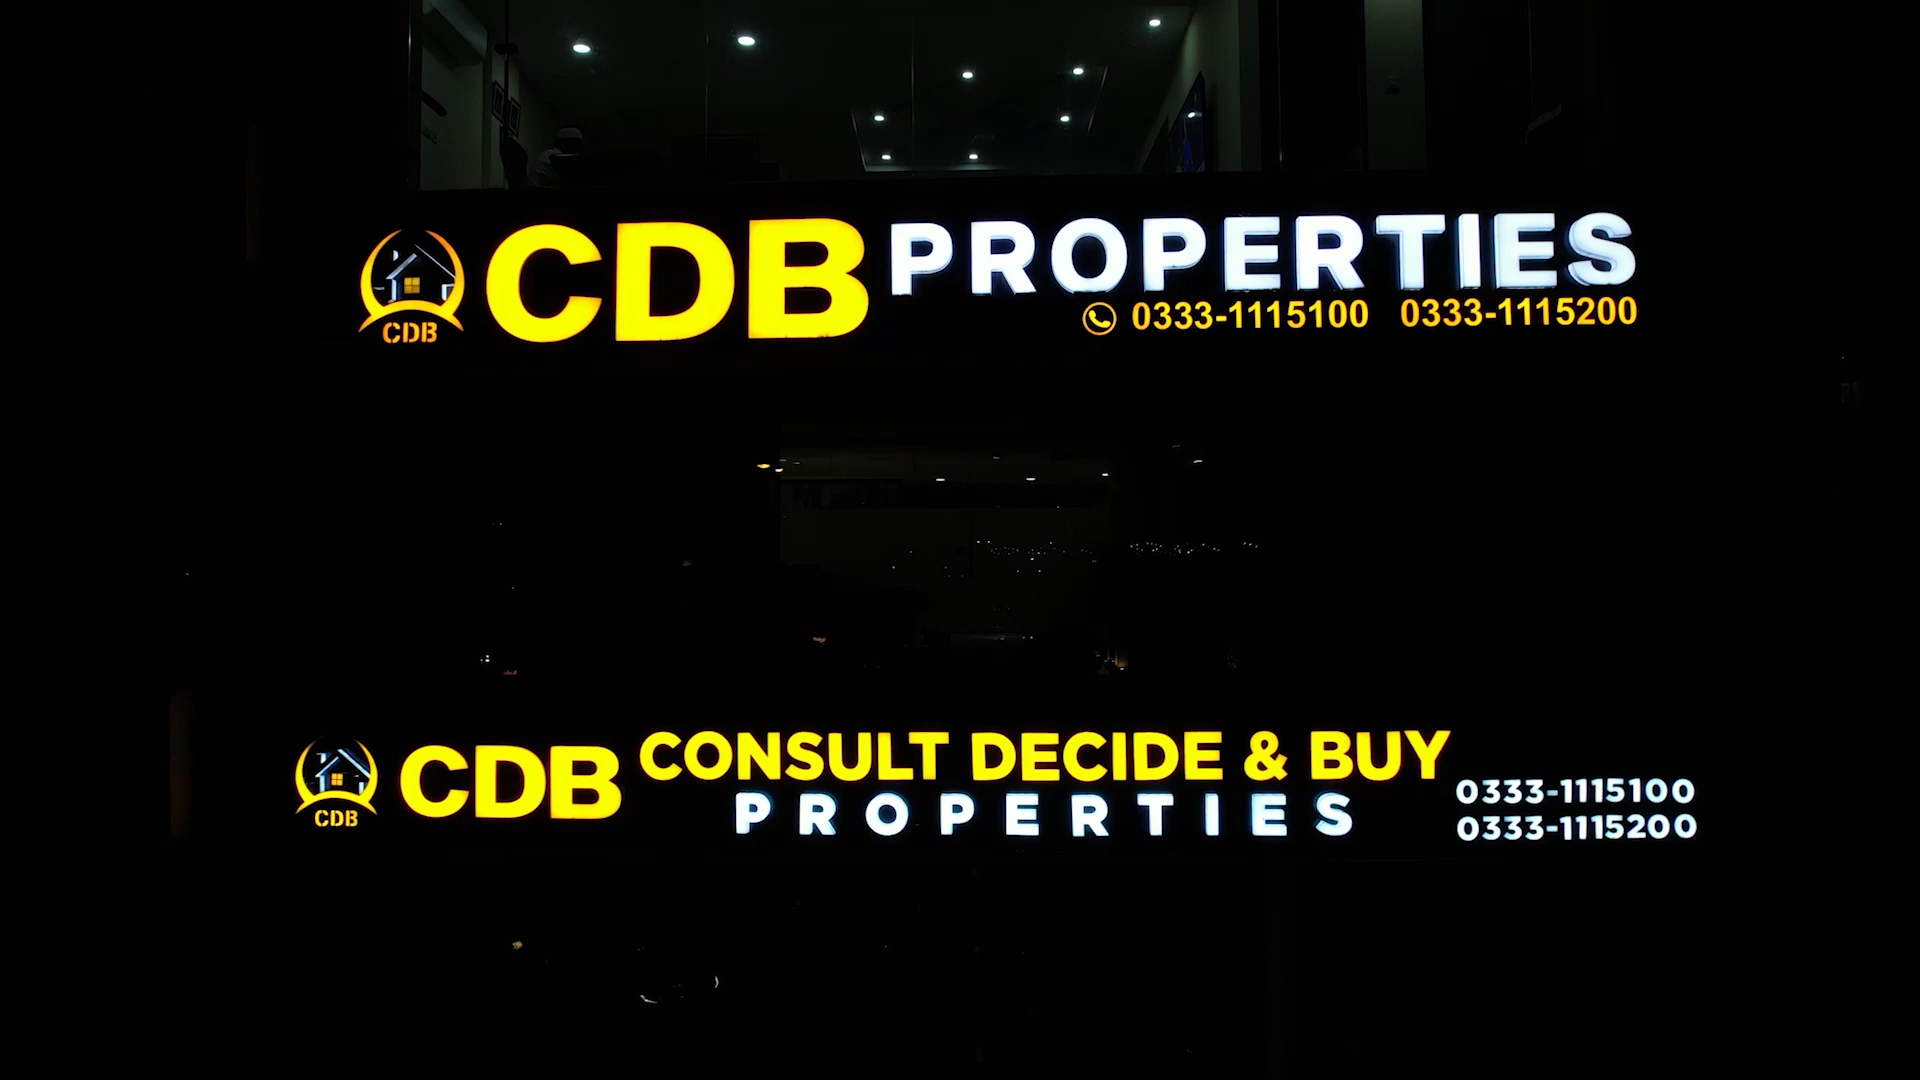 CDB PROPERTIES
CDB 0333-1115100 0333-1115200
CDB CONSULT DECIDE & BUY
PROPERTIES
0333-1115100
CDB 0333-1115200